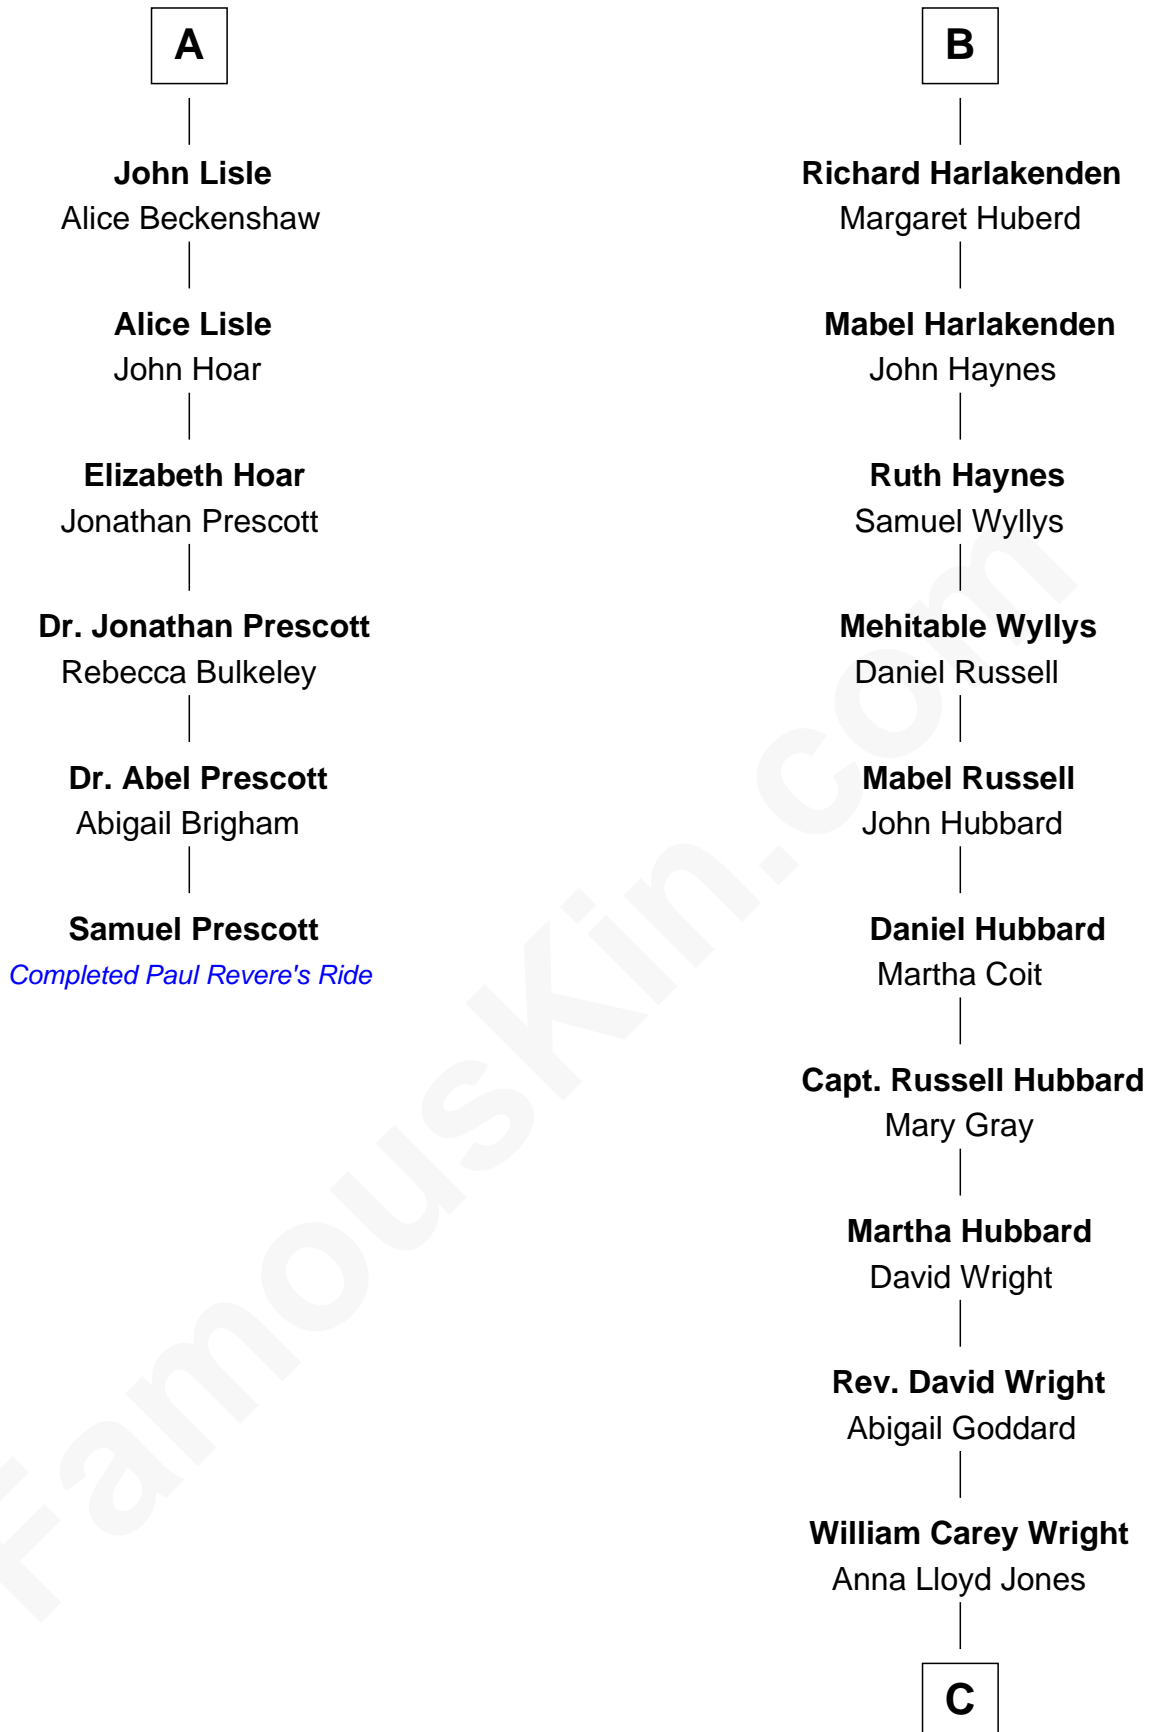 A
John Lisle
Alice Beckenshaw
Alice Lisle
John Hoar
Elizabeth Hoar
Jonathan Prescott
Dr. Jonathan Prescott
Rebecca Bulkeley
Dr. Abel Prescott
Abigail Brigham
Samuel Prescott
Completed Paul Revere's Ride
B
Richard Harlakenden
Margaret Huberd
Mabel Harlakenden
John Haynes
Ruth Haynes
Samuel Wyllys
Mehitable Wyllys
Daniel Russell
Mabel Russell
John Hubbard
Daniel Hubbard
Martha Coit
Capt. Russell Hubbard
Mary Gray
Martha Hubbard
David Wright
Rev. David Wright
Abigail Goddard
William Carey Wright
Anna Lloyd Jones
C
FamousKin.com